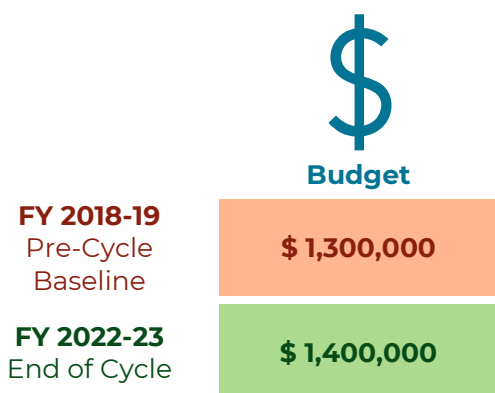 $
Budget
FY 2018-19
Pre-Cycle
Baseline
$ 1,300,000
FY 2022-23
End of Cycle
$ 1,400,000